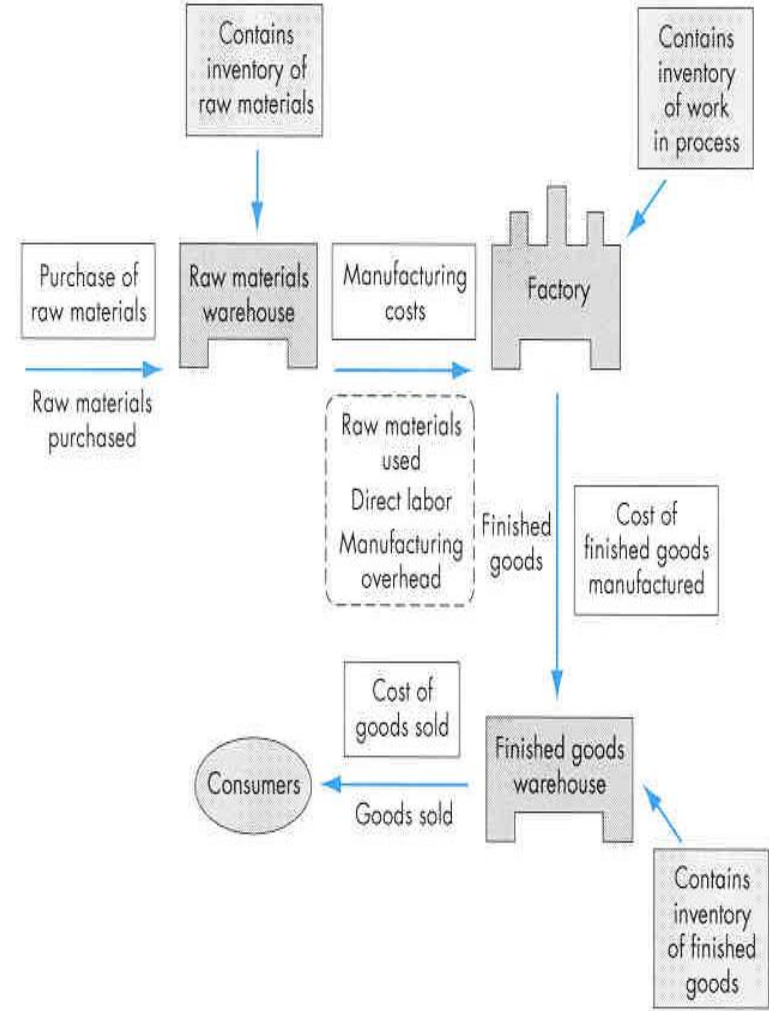 Contains
inventory of
raw materials
Contains
inventory
of work
in process
Purchase of
raw materials
Raw materials
warehouse
Manufacturing
costs
Factory
Raw materials
purchased
Raw materials
used
Direct labor
Manufacturing
overhead
Finished
goods
Cost of
finished goods
manufactured
Cost of
goods sold
Consumers
Finished goods
warehouse
Goods sold
Contains
inventory
of finished
goods